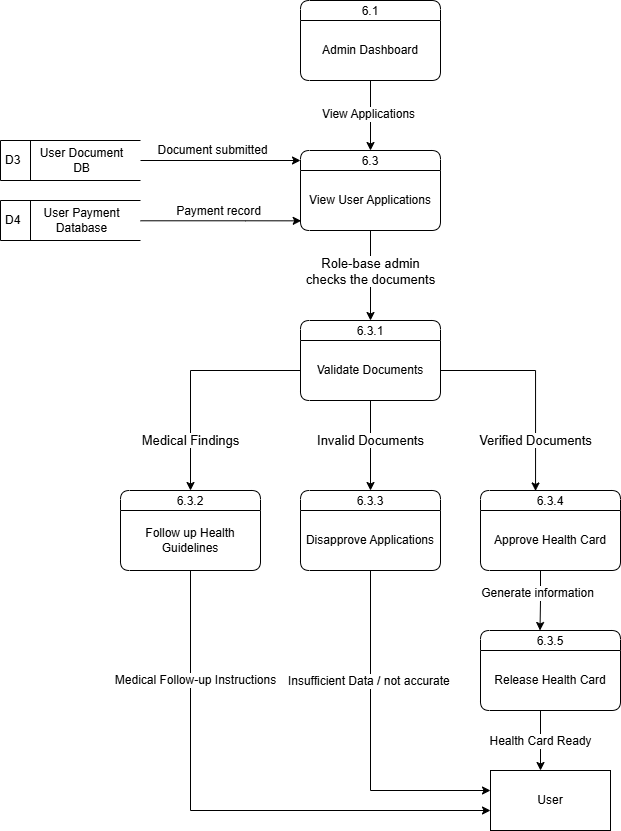 6.1
Admin Dashboard
View Applications
D3
User Document
DB
Document submitted
6.3
View User Applications
D4
User Payment
Database
Payment record
Role-base admin
checks the documents
6.3.1
Validate Documents
Medical Findings
Invalid Documents
Verified Documents
6.3.2
Follow up Health
Guidelines
6.3.3
Disapprove Applications
6.3.4
Approve Health Card
Generate information
6.3.5
Release Health Card
Medical Follow-up Instructions
Insufficient Data / not accurate
Health Card Ready
User